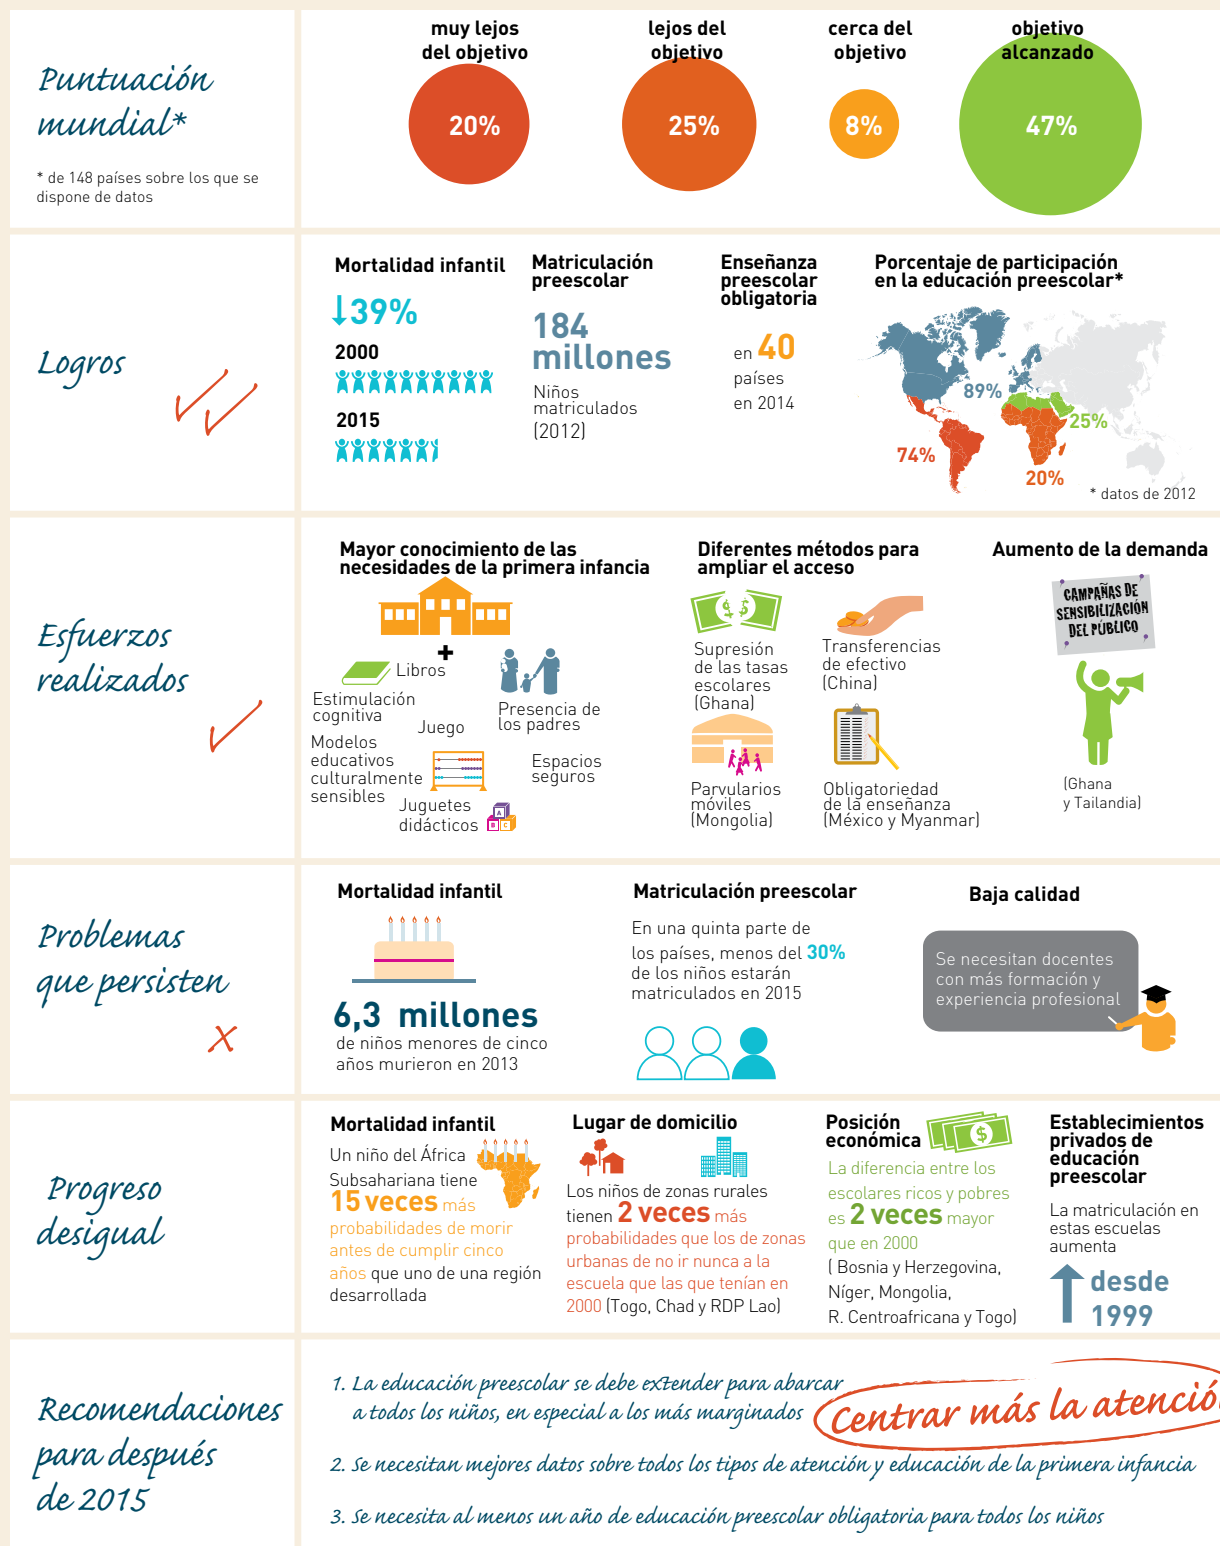 Puntuación
mundial*
* de 148 países sobre los que se
dispone de datos
muy lejos
del objetivo
20%
lejos del
objetivo
25%
cerca del
objetivo
8%
objetivo
alcanzado
47%
Logros
Mortalidad infantil
↓39%
2000
2015
Matriculación
preescolar
184
millones
Niños
matriculados
(2012)
Enseñanza
preescolar
obligatoria
en 40
países
en 2014
Porcentaje de participación
en la educación preescolar*
89%
25%
74%
20%
* datos de 2012
Esfuerzos
realizados
Mayor conocimiento de las
necesidades de la primera infancia
+
Libros
Estimulación
cognitiva
Juego
Presencia de
los padres
Modelos
educativos
culturalmente
sensibles
Espacios
seguros
Juguetes
didácticos
A
B C
Diferentes métodos para
ampliar el acceso
$ $
Supresión
de las tasas
escolares
(Ghana)
Transferencias
de efectivo
(China)
Parvularios
móviles
(Mongolia)
Obligatoriedad
de la enseñanza
(México y Myanmar)
Aumento de la demanda
CAMPAÑAS DE
SENSIBILIZACIÓN
DEL PÚBLICO
(Ghana
y Tailandia)
Problemas
que persisten
x
Mortalidad infantil
6,3 millones
de niños menores de cinco
años murieron en 2013
Matriculación preescolar
En una quinta parte de
los países, menos del 30%
de los niños estarán
matriculados en 2015
Baja calidad
Se necesitan docentes
con más formación y
experiencia profesional
Progreso
desigual
Mortalidad infantil
Un niño del África
Subsahariana tiene
15 veces más
probabilidades de morir
antes de cumplir cinco
años que uno de una región
desarrollada
Lugar de domicilio
Los niños de zonas rurales
tienen 2 veces más
probabilidades que los de zonas
urbanas de no ir nunca a la
escuela que las que tenían en
2000 (Togo, Chad y RDP Lao)
Posición
económica
$
La diferencia entre los
escolares ricos y pobres
es 2 veces mayor
que en 2000
( Bosnia y Herzegovina,
Níger, Mongolia,
R. Centroafricana y Togo)
Establecimientos
privados de
educación
preescolar
La matriculación en
estas escuelas
aumenta
desde
1999
Recomendaciones
para después
de 2015
1. La educación preescolar se debe extender para abarcar
a todos los niños, en especial a los más marginados
Centrar más la atenció
2. Se necesitan mejores datos sobre todos los tipos de atención y educación de la primera infancia
3. Se necesita al menos un año de educación preescolar obligatoria para todos los niños